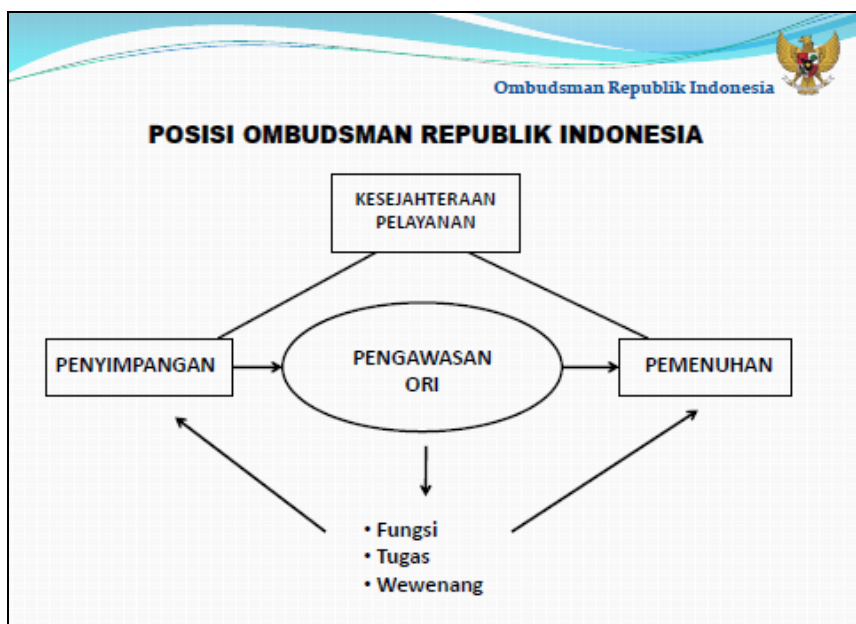 Ombudsman Republik Indonesia
POSISI OMBUDSMAN REPUBLIK INDONESIA
KESEJAHTERAAN
PELAYANAN
PENYIMPANGAN
PENGAWASAN
ORI
PEMENUHAN
• Fungsi
• Tugas
• Wewenang